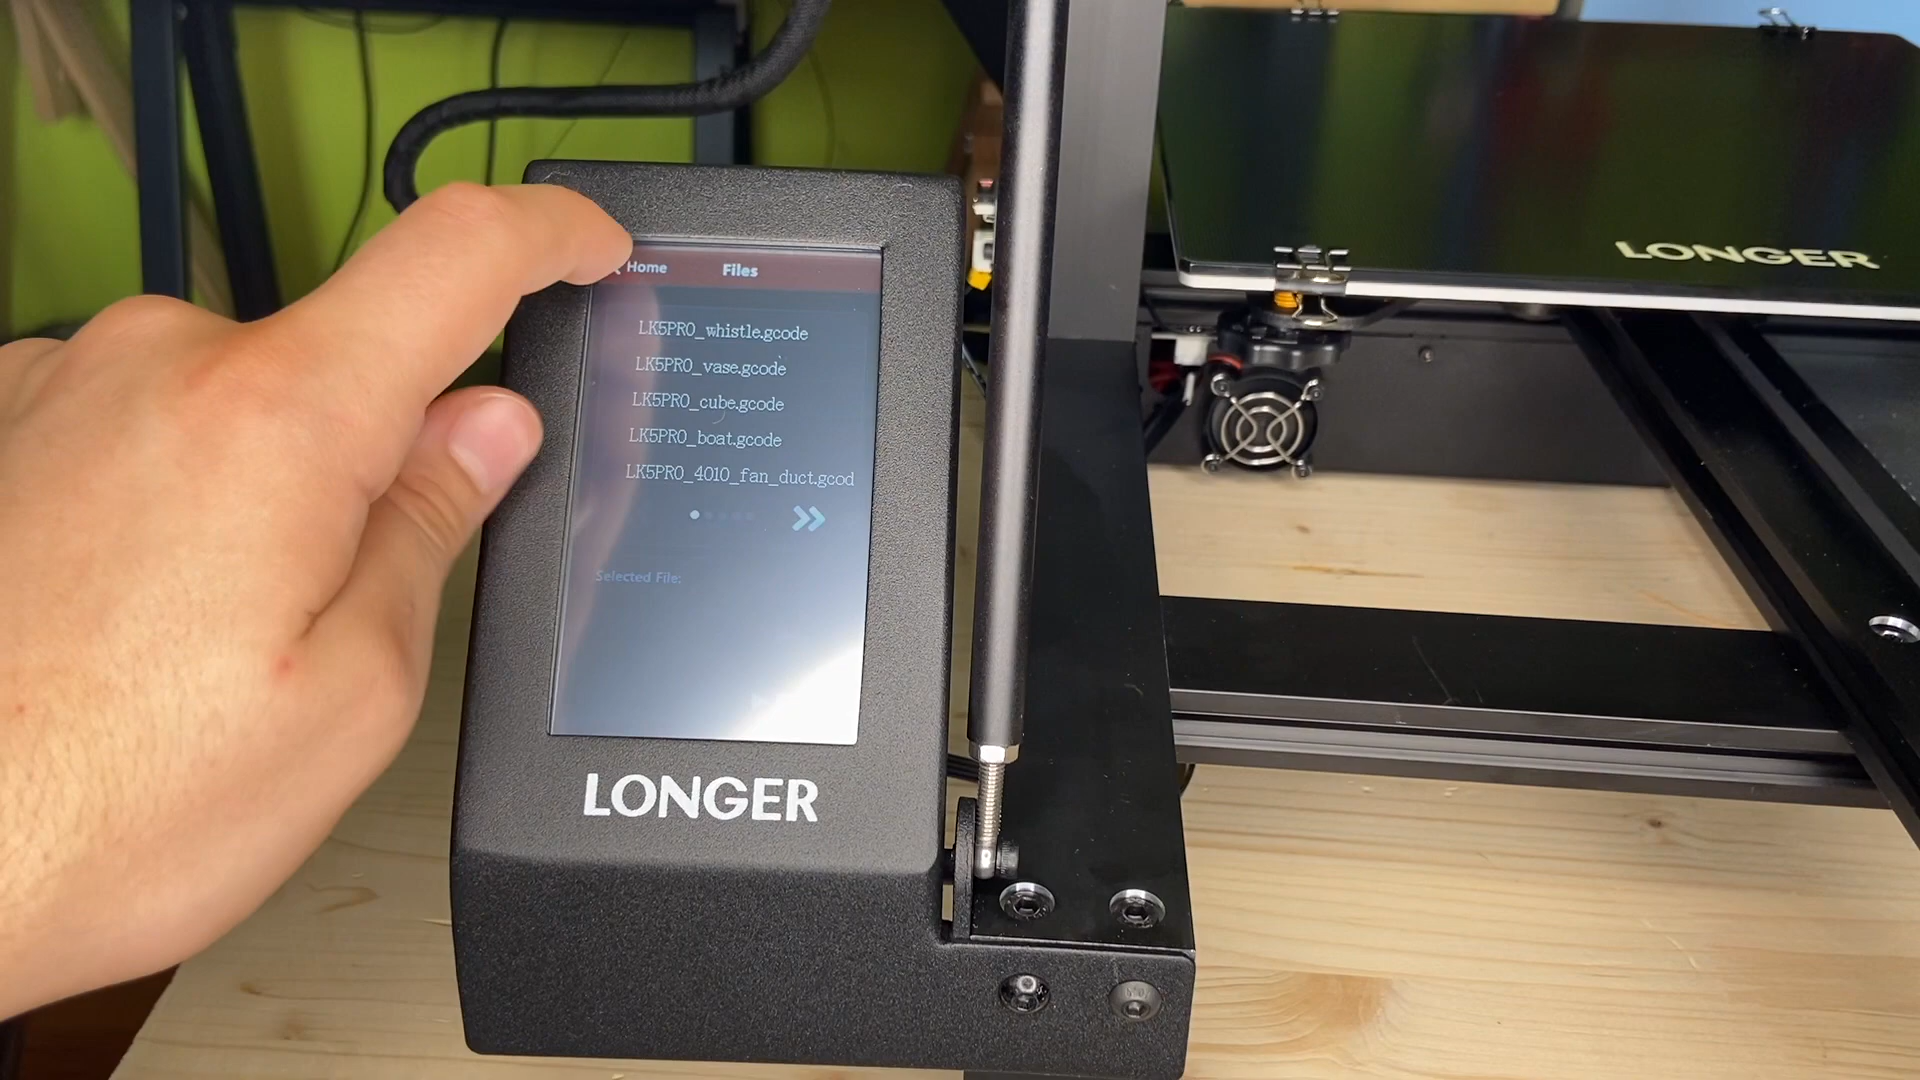 Home Files
LK5PRO_whistle.gcode
LK5PRO_vase.gcode
LK5PRO_cube.gcode
LK5PRO_boat.gcode
LK5PRO_4010_fan_duct.gcod
Selected File:
LONGER
LONGER